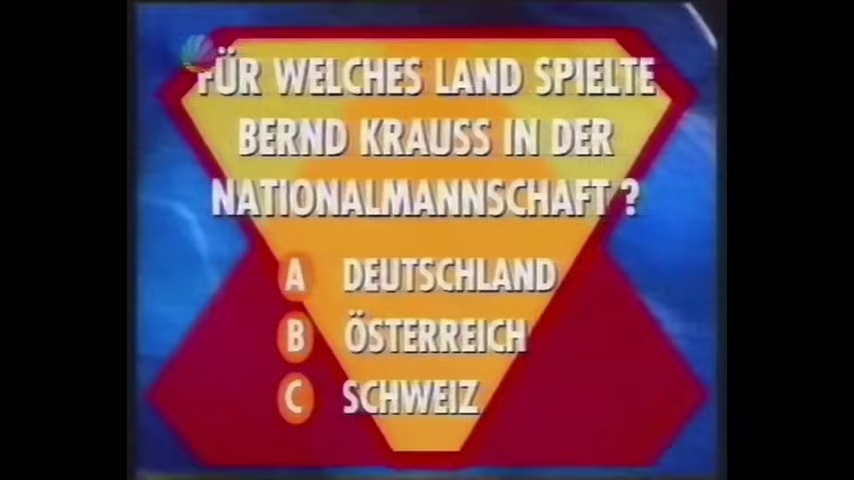 FÜR WELCHES LAND SPIELTE
BERND KRAUSS IN DER
NATIONALMANNSCHAFT?
A DEUTSCHLAND
B ÖSTERREICH
C SCHWEIZ